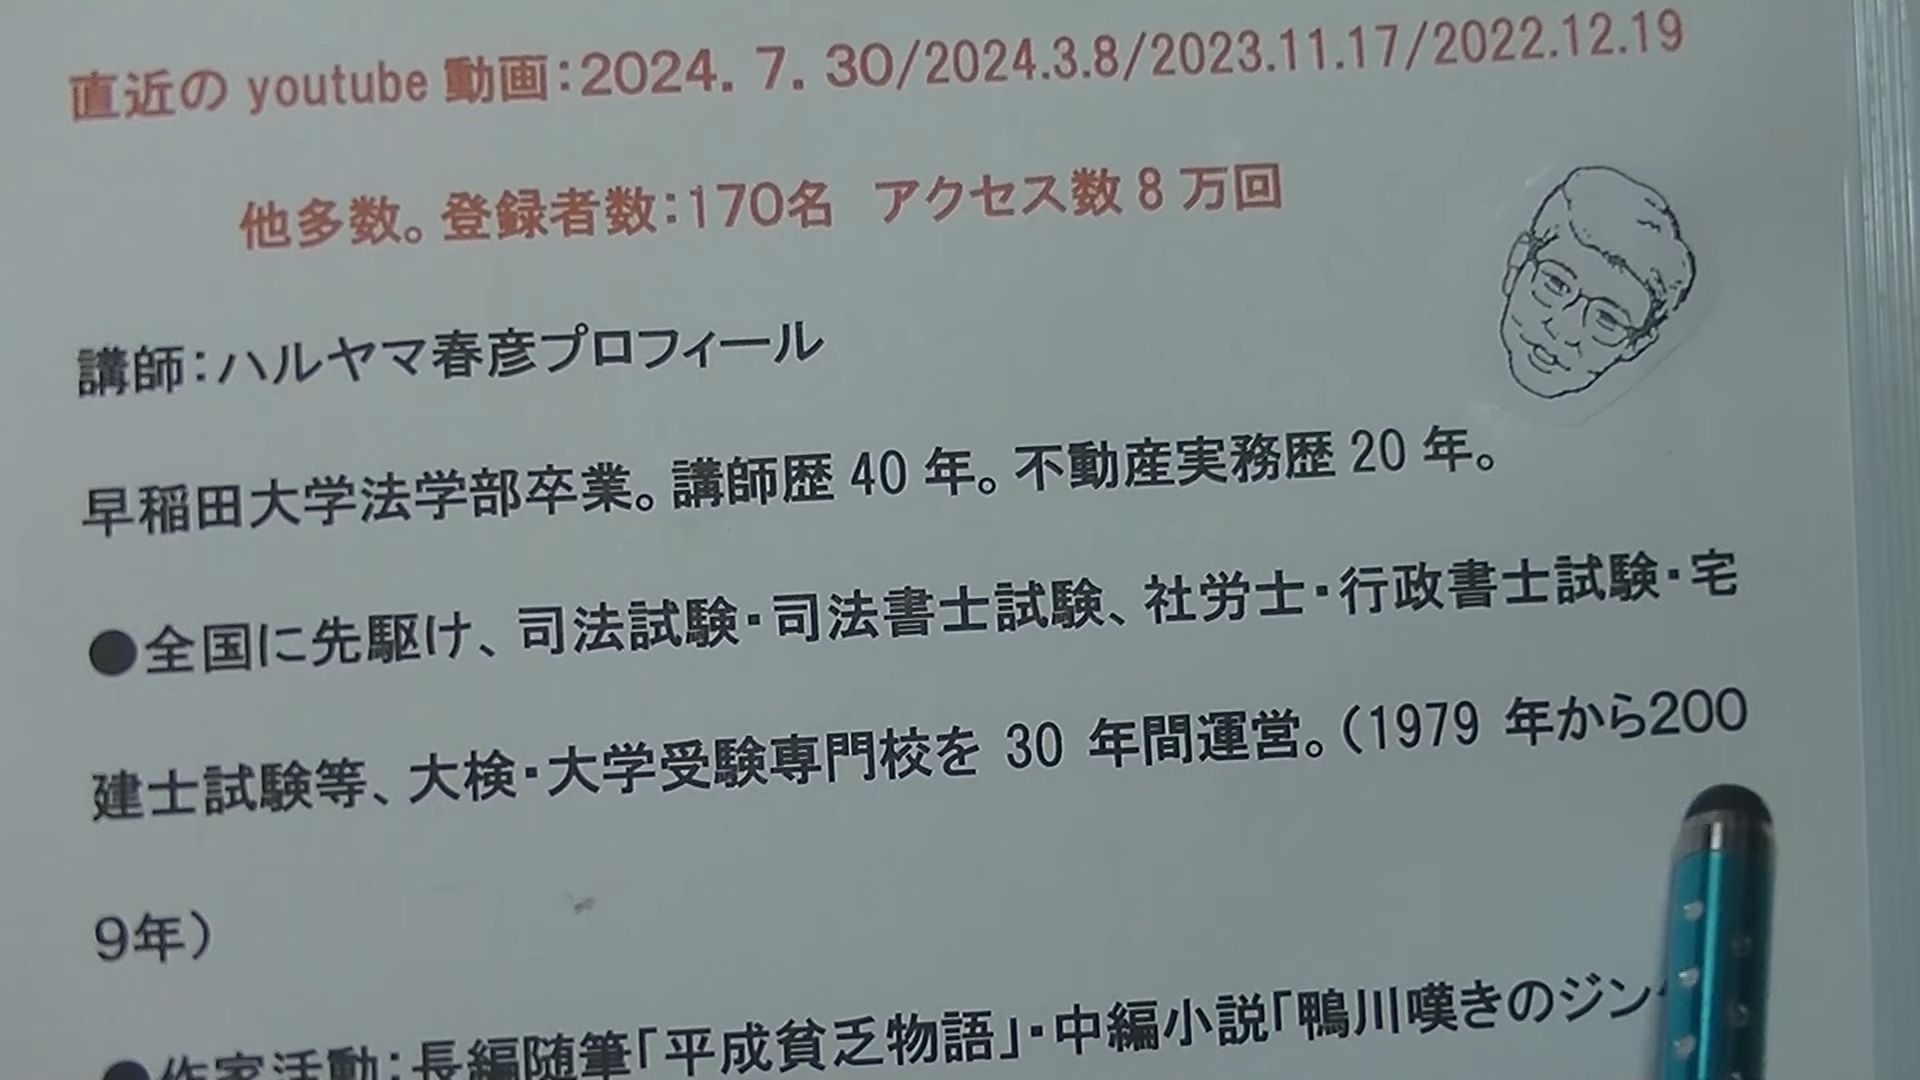 直近の youtube 動画：２０２４．７．３０/2024.3.8/2023.11.17/2022.12.19
他多数。登録者数：１７０名　アクセス数 8 万回
講師：ハルヤマ春彦プロフィール
早稲田大学法学部卒業。講師歴 40 年。不動産実務歴 20 年。
●全国に先駆け、司法試験・司法書士試験、社労士・行政書士試験・宅
建士試験等、大検・大学受験専門校を 30 年間運営。（1979 年から２００
９年）
●作家活動：長編随筆「平成貧乏物語」・中編小説「鴨川嘆きのジン